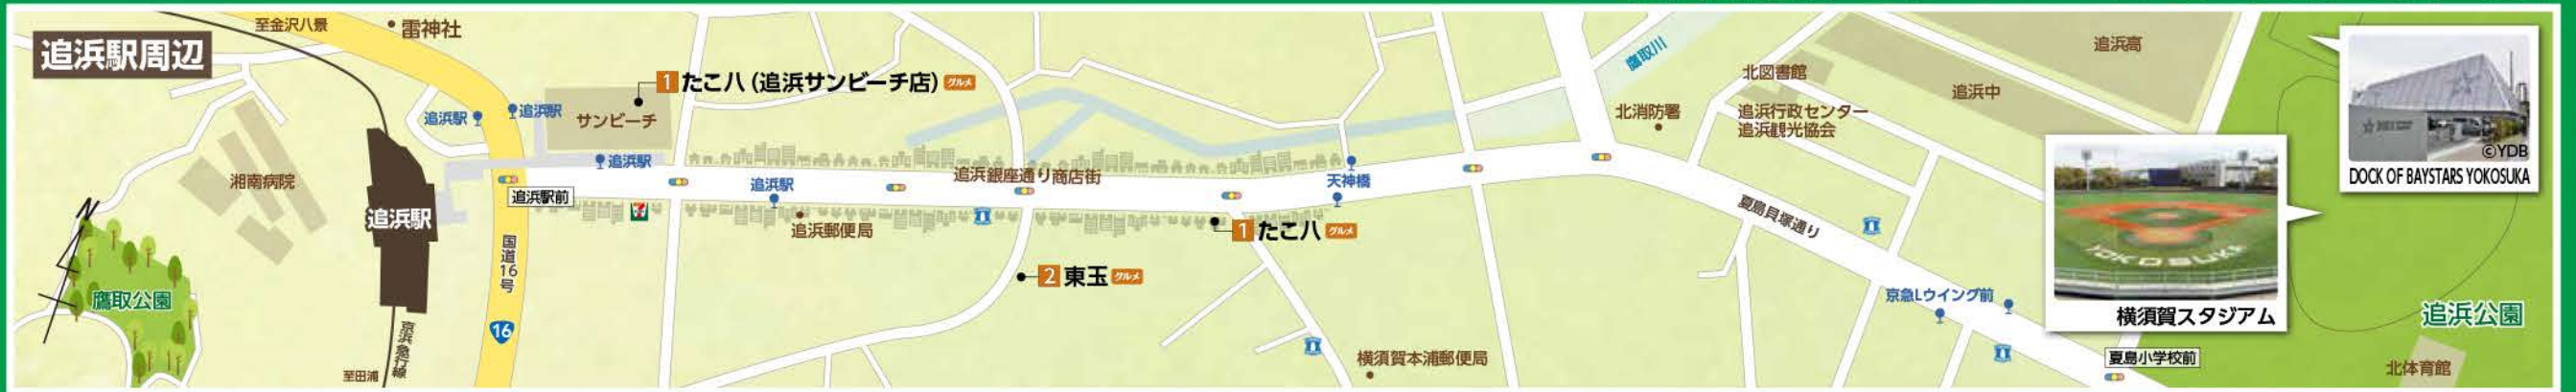 追浜駅周辺
至金沢八景
雷神社
1 たこ八 (追浜サンビーチ店) グルメ
サンビーチ
追浜駅
追浜駅
追浜駅
追浜駅
湘南病院
追浜駅
追浜駅前
国道16号
16
鷹取公園
京浜急行線
至田浦
追浜郵便局
追浜銀座通り商店街
2 東玉 グルメ
1 たこ八 グルメ
天神橋
横須賀本浦郵便局
鷹取川
北消防署
北図書館
追浜行政センター
追浜観光協会
追浜中
追浜高
夏島貝塚通り
京急Lウイング前
夏島小学校前
YOKOSUKA
横須賀スタジアム
©YDB
DOCK OF BAYSTARS YOKOSUKA
追浜公園
北体育館
N